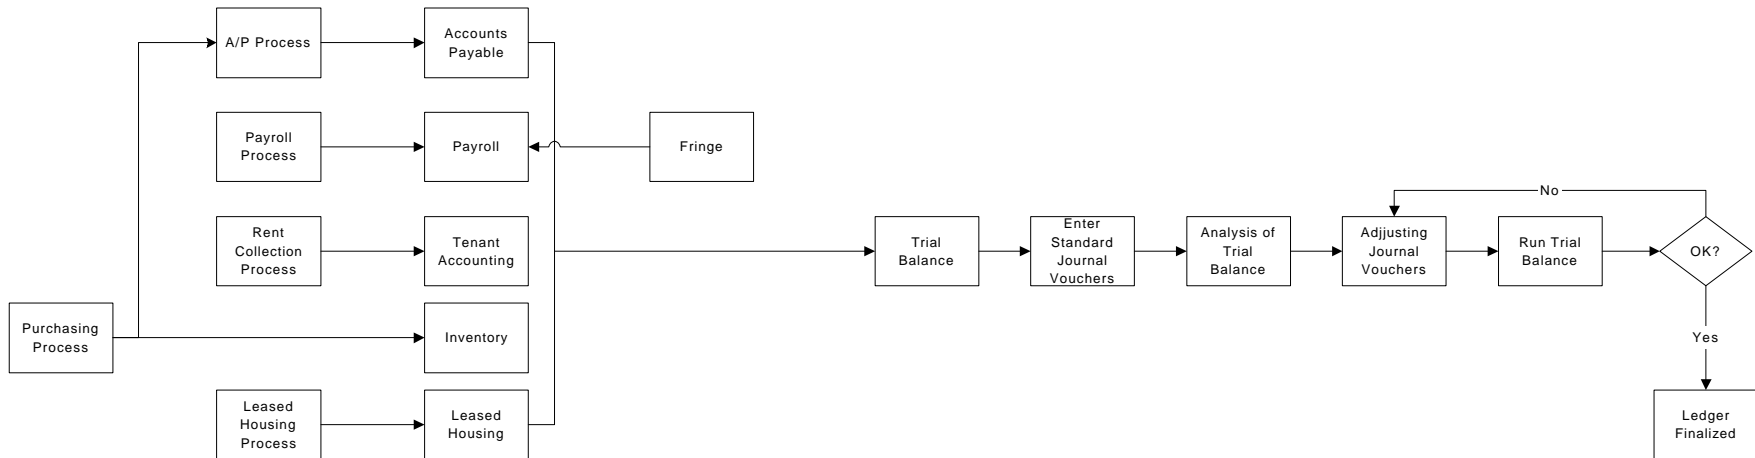 A/P Process
Accounts
Payable
Payroll
Process
Payroll
Fringe
No
Rent
Collection
Process
Tenant
Accounting
Trial
Balance
Enter
Standard
Journal
Vouchers
Analysis of
Trial
Balance
Adjjusting
Journal
Vouchers
Run Trial
Balance
OK?
Purchasing
Process
Inventory
Yes
Leased
Housing
Process
Leased
Housing
Ledger
Finalized